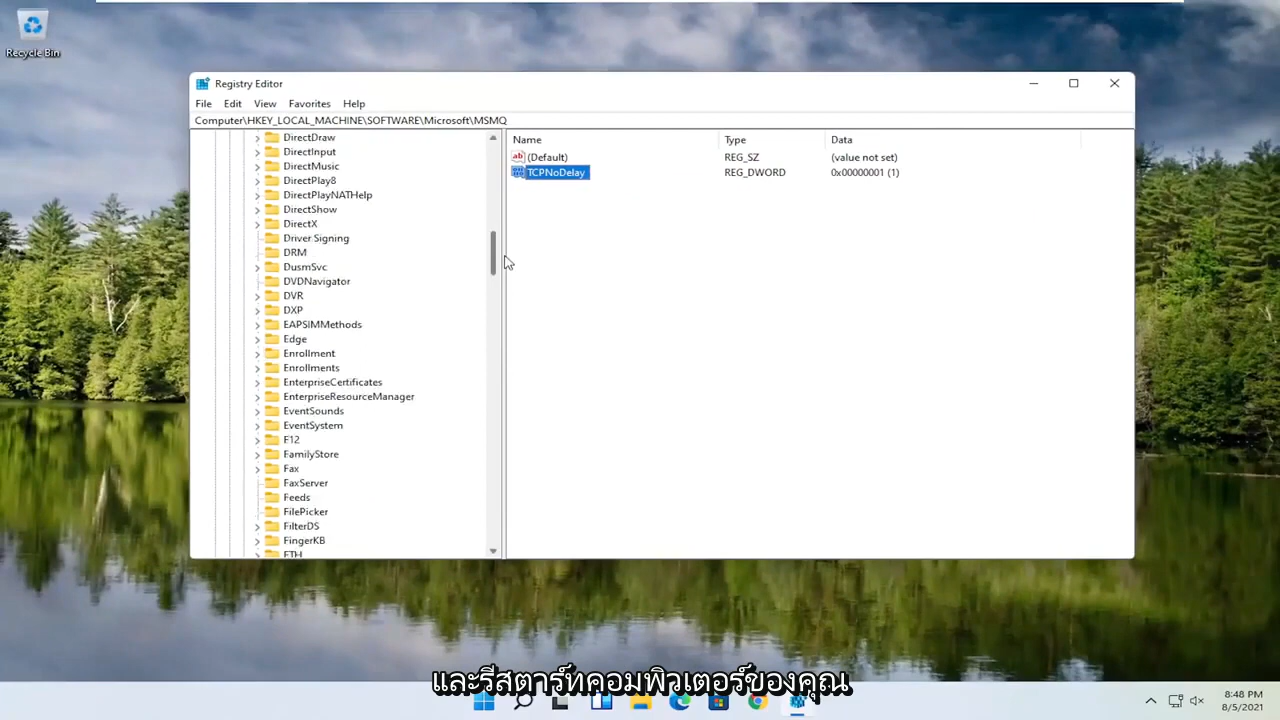 Recycle Bin
Registry Editor
File Edit View Favorites Help
Computer\HKEY_LOCAL_MACHINE\SOFTWARE\Microsoft\MSMQ
DirectDraw
DirectInput
DirectMusic
DirectPlay8
DirectPlayNATHelp
DirectShow
DirectX
Driver Signing
DRM
DusmSvc
DVDNavigator
DVR
DXP
EAPSIMMethods
Edge
Enrollment
Enrollments
EnterpriseCertificates
EnterpriseResourceManager
EventSounds
EventSystem
F12
FamilyStore
Fax
FaxServer
Feeds
FilePicker
FilterDS
FingerKB
FTH
Name Type Data
(Default) REG_SZ (value not set)
TCPNoDelay REG_DWORD 0x00000001 (1)
และรีสตาร์ทคอมพิวเตอร์ของคุณ
8:48 PM
8/5/2021